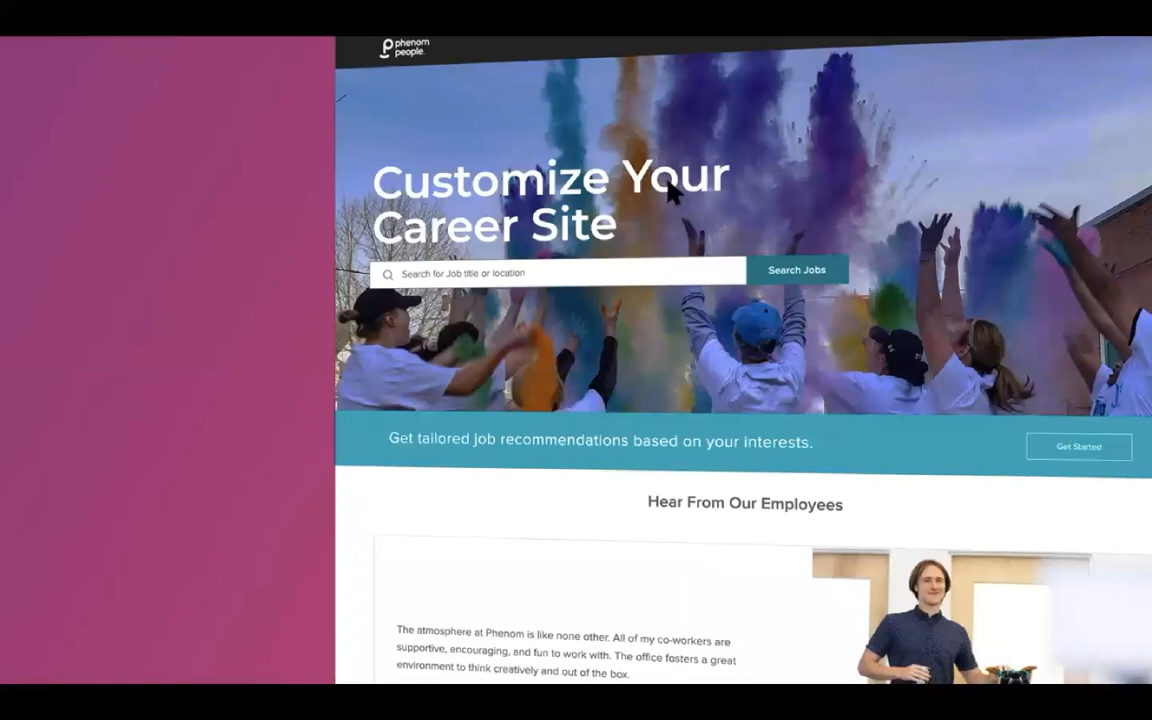 phenom
people.
Customize Your
Career Site
Search for Job title or location
Search Jobs
Get tailored job recommendations based on your interests.
Get Started
Hear From Our Employees
The atmosphere at Phenom is like none other. All of my co-workers are
supportive, encouraging, and fun to work with. The office fosters a great
environment to think creatively and out of the box.